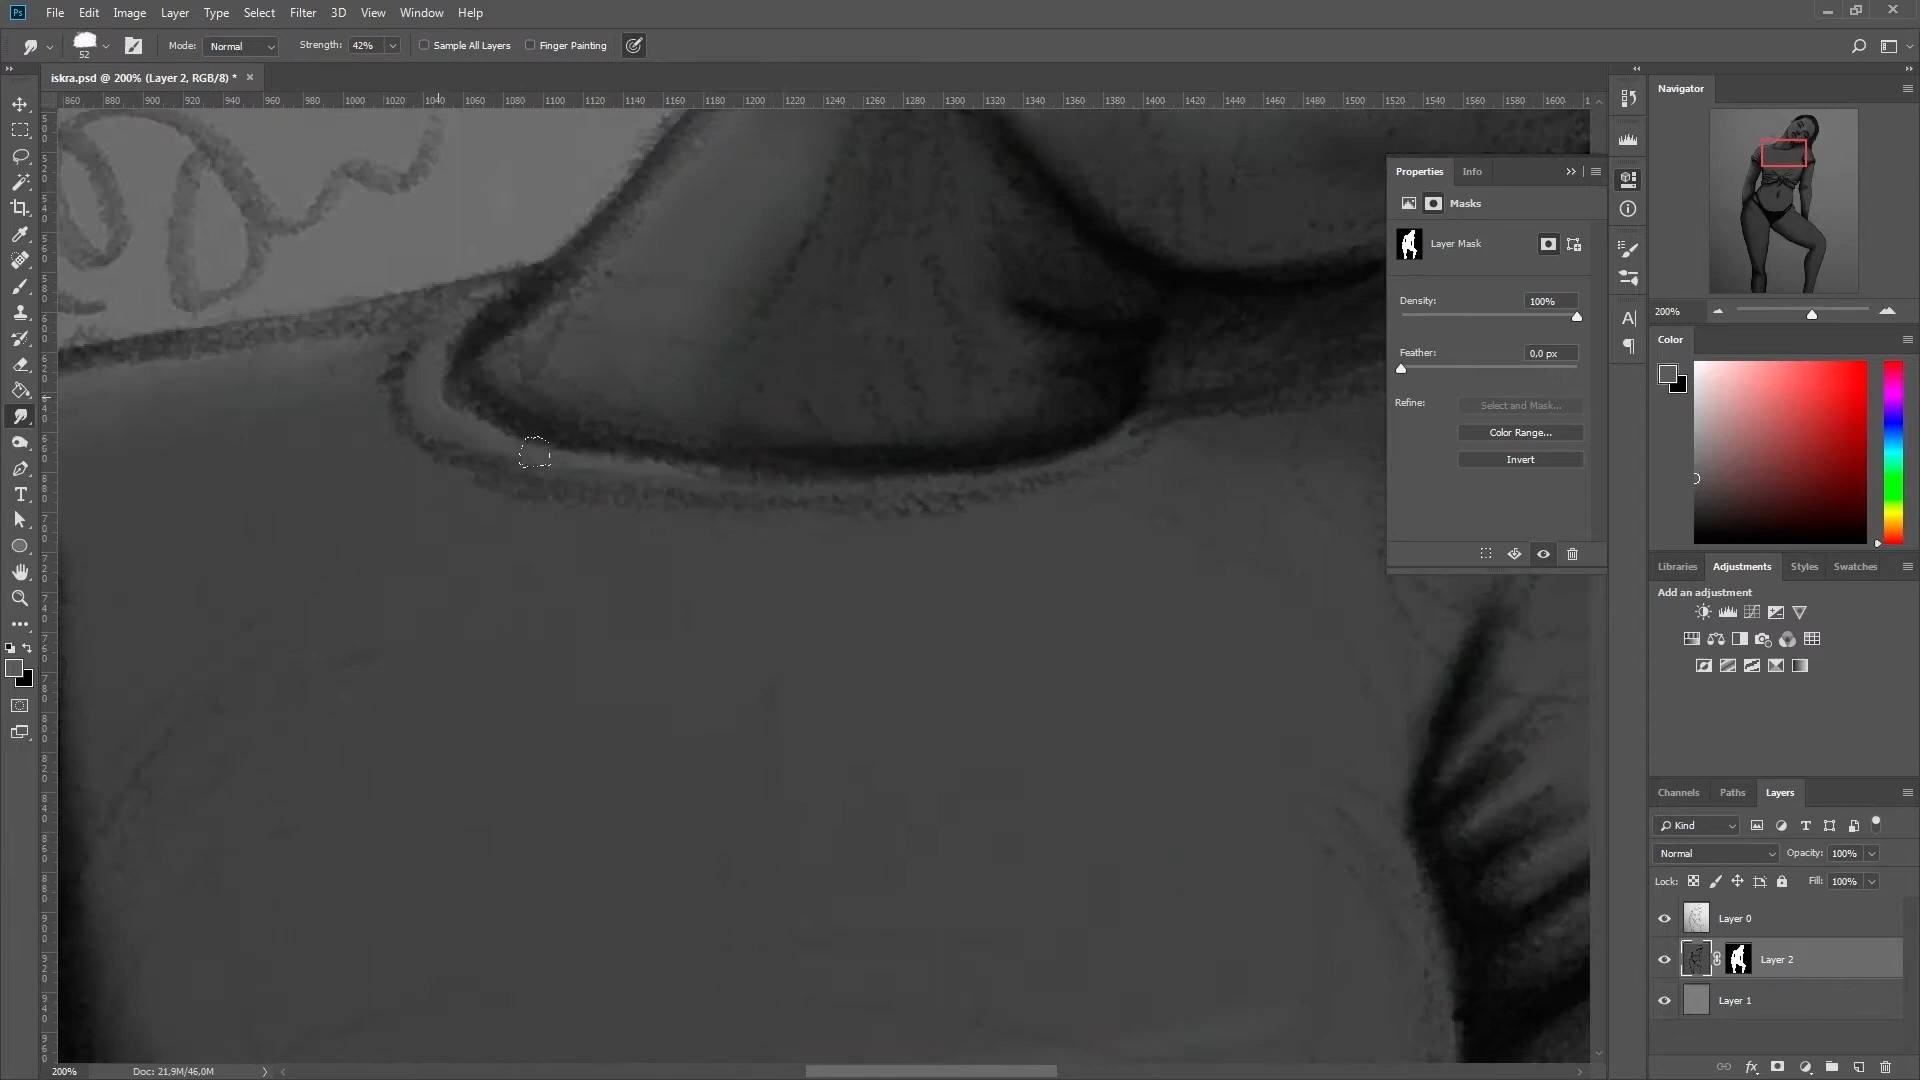 Ps File Edit Image Layer Type Select Filter 3D View Window Help
52 Mode: Normal Strength: 42% Sample All Layers Finger Painting
iskra.psd @ 200% (Layer 2, RGB/8) * ×
860 880 900 920 940 960 980 1000 1020 1040 1060 1080 1100 1120 1140 1160 1180 1200 1220 1240 1260 1280 1300 1320 1340 1360 1380 1400 1420 1440 1460 1480 1500 1520 1540 1560 1580 1600
Navigator
200%
Properties Info
Masks
Layer Mask
Density: 100%
Feather: 0,0 px
Refine: Select and Mask...
Color Range...
Invert
Color
Libraries Adjustments Styles Swatches
Add an adjustment
Channels Paths Layers
Kind
Normal Opacity: 100%
Lock: Fill: 100%
Layer 0
Layer 2
Layer 1
fx
200% Doc: 21,9M/46,0M